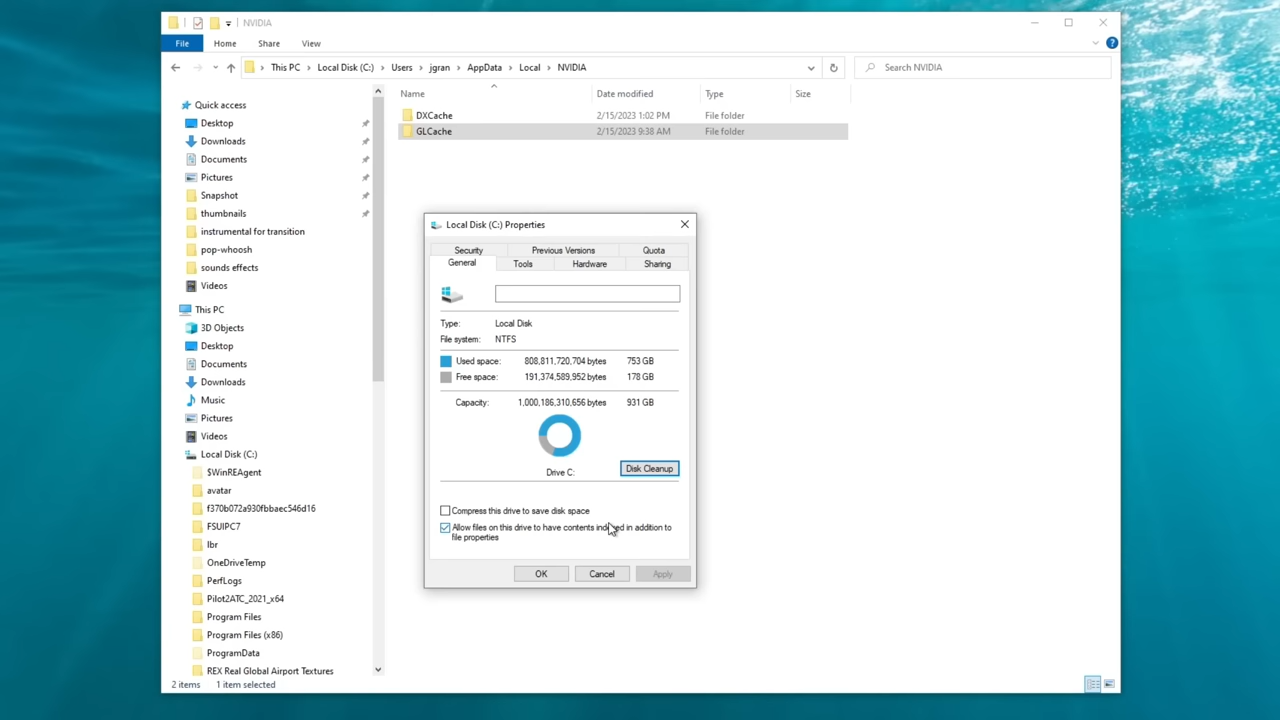 NVIDIA
File Home Share View
This PC Local Disk (C:) Users jgran AppData Local NVIDIA
Search NVIDIA
Name Date modified Type Size
DXCache 2/15/2023 1:02 PM File folder
GLCache 2/15/2023 9:38 AM File folder
Quick access
Desktop
Downloads
Documents
Pictures
Snapshot
thumbnails
instrumental for transition
pop-whoosh
sounds effects
Videos
This PC
3D Objects
Desktop
Documents
Downloads
Music
Pictures
Videos
Local Disk (C:)
$WinREAgent
avatar
f370b072a930fbbaec546d16
FSUIPC7
lbr
OneDriveTemp
PerfLogs
Pilot2ATC_2021_x64
Program Files
Program Files (x86)
ProgramData
REX Real Global Airport Textures
2 items 1 item selected
Local Disk (C:) Properties
Security Previous Versions Quota
General Tools Hardware Sharing
Type: Local Disk
File system: NTFS
Used space: 808,811,720,704 bytes 753 GB
Free space: 191,374,589,952 bytes 178 GB
Capacity: 1,000,186,310,656 bytes 931 GB
Drive C:
Disk Cleanup
Compress this drive to save disk space
Allow files on this drive to have contents indexed in addition to
file properties
OK Cancel Apply